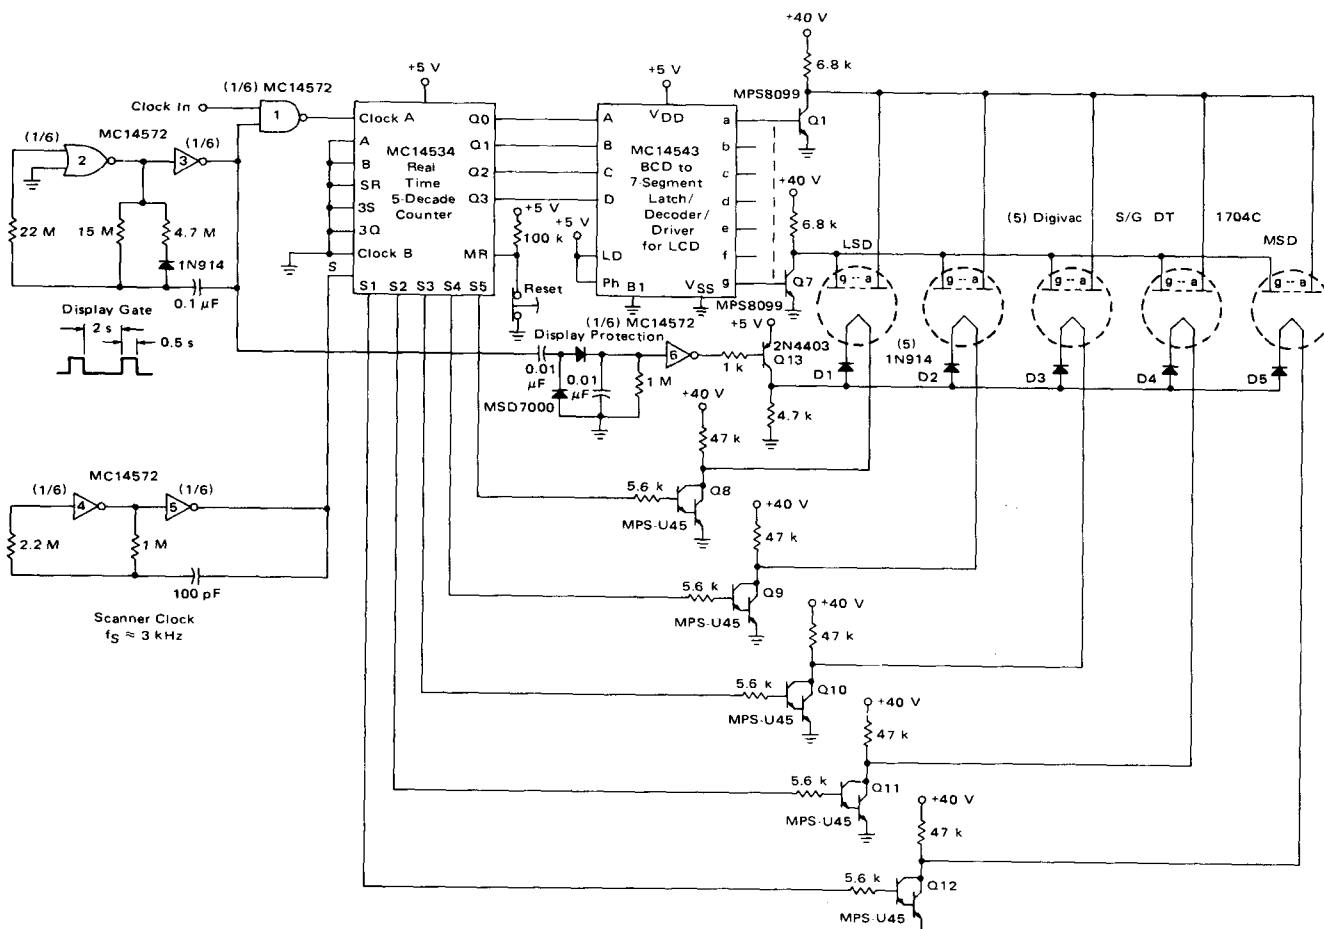 +40 V
6.8 k
+5 V
+5 V
MPS8099
Q1
(1/6) MC14572
Clock In
1
Clock A
Q0
A
VDD
a
MC14572
(1/6)
(1/6)
2
3
A
B
SR
3S
3Q
Clock B
S
MC14534
Real
Time
5-Decade
Counter
Q1
Q2
Q3
MR
S1 S2 S3 S4 S5
B
C
D
LD
Ph
B1
VSS
MC14543
BCD to
7-Segment
Latch/
Decoder/
Driver
for LCD
b
c
d
e
f
g
+40 V
6.8 k
Q7
MPS8099
+5 V
100 k
+5 V
Reset
22 M
15 M
4.7 M
1N914
0.1 µF
Display Gate
2 s
0.5 s
(5) Digivac S/G DT 1704C
LSD
MSD
g -- a
g -- a
g -- a
g -- a
g -- a
(1/6) MC14572
Display Protection
6
0.01
µF
0.01
µF
MSD7000
1 M
1 k
+5 V
2N4403
Q13
4.7 k
(5)
1N914
D1
D2
D3
D4
D5
+40 V
47 k
5.6 k
Q8
MPS-U45
+40 V
47 k
5.6 k
Q9
MPS-U45
+40 V
47 k
5.6 k
Q10
MPS-U45
+40 V
47 k
5.6 k
Q11
MPS-U45
+40 V
47 k
5.6 k
Q12
MPS-U45
MC14572
(1/6)
(1/6)
4
5
2.2 M
1 M
100 pF
Scanner Clock
fS ≈ 3 kHz